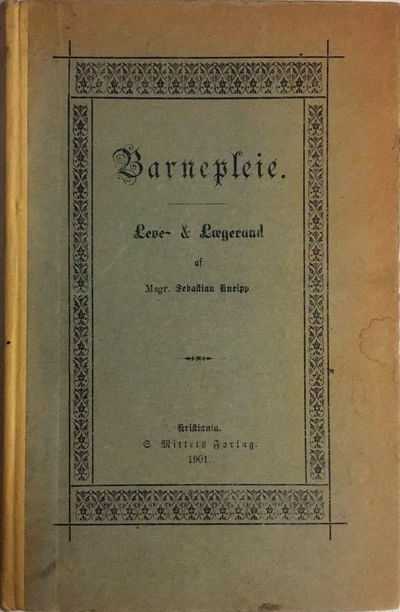 Barnepleie.
Leve- & Lægeraad
af
Msgr. Sebastian Kneipp
Kristiania.
S. Mittets Forlag.
1901.